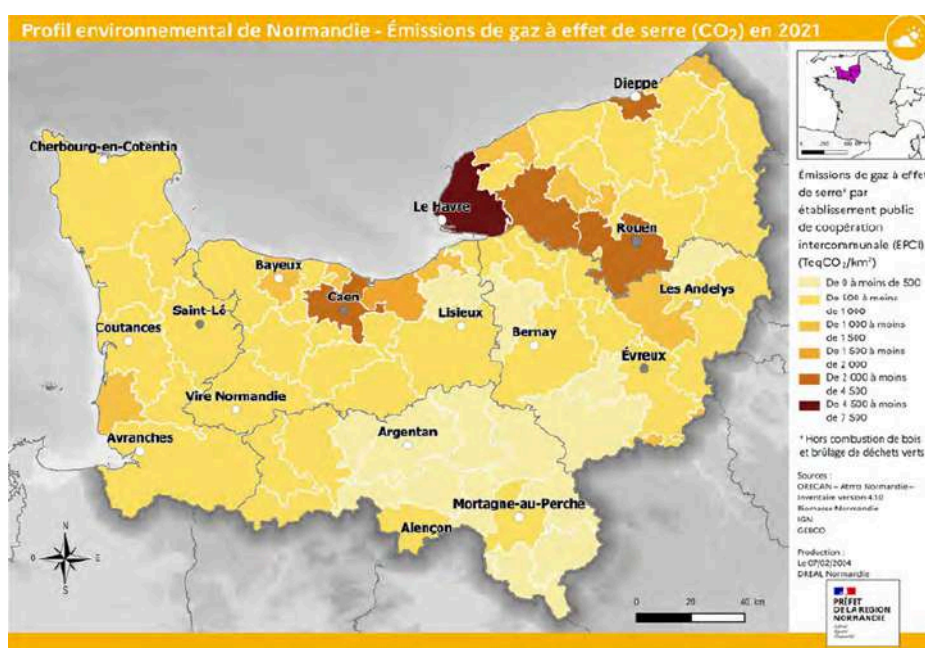 Profil environnemental de Normandie - Émissions de gaz à effet de serre (CO₂) en 2021
Dieppe
Cherbourg-en-Cotentin
Le Havre
Rouen
Bayeux
Caen
Les Andelys
Saint-Lô
Lisieux
Coutances
Bernay
Évreux
Vire Normandie
Argentan
Avranches
Mortagne-au-Perche
Alençon
N
O
E
S
0
20
40 km
Émissions de gaz à effet
de serre* par
établissement public
de coopération
intercommunale (EPCI)
(TeqCO₂/km²)
De 0 à moins de 500
De 500 à moins
de 1 000
De 1 000 à moins
de 1 500
De 1 500 à moins
de 2 000
De 2 000 à moins
de 4 500
De 4 500 à moins
de 7 500
* Hors combustion de bois
et brûlage de déchets verts
Sources :
ORECAN – Atmo Normandie –
Inventaire version
Biomasse Normandie
IGN
GEBCO
Production :
DREAL Normandie
PRÉFET
DE LA RÉGION
NORMANDIE